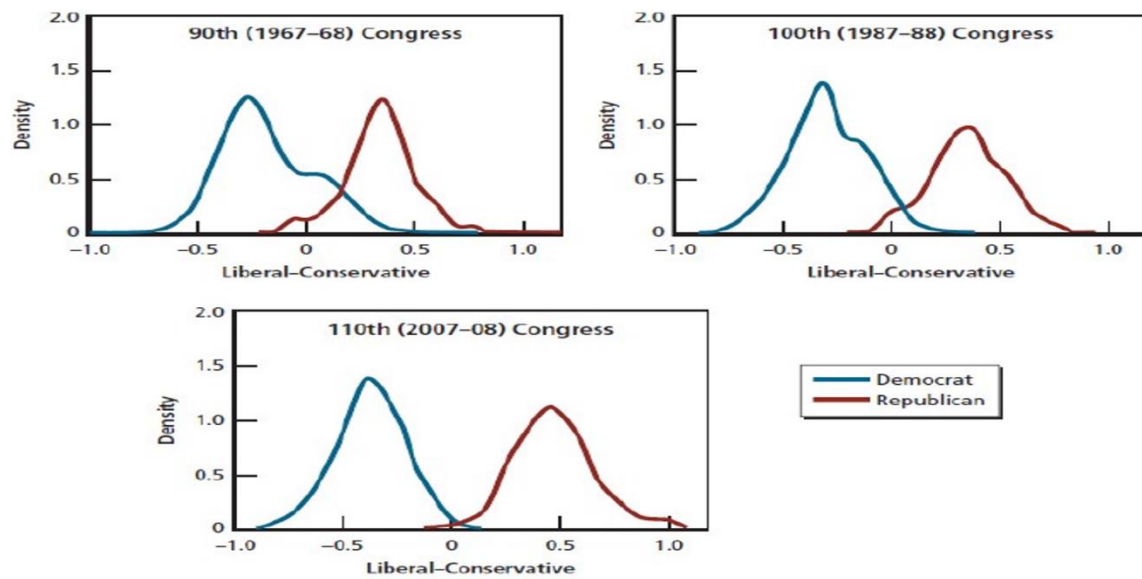 2.0
90th (1967–68) Congress
1.5
Density
1.0
0.5
0
–1.0 –0.5 0 0.5 1.0
Liberal–Conservative
2.0
100th (1987–88) Congress
1.5
Density
1.0
0.5
0
–1.0 –0.5 0 0.5 1.0
Liberal–Conservative
2.0
110th (2007–08) Congress
1.5
Density
1.0
0.5
0
–1.0 –0.5 0 0.5 1.0
Liberal–Conservative
Democrat
Republican